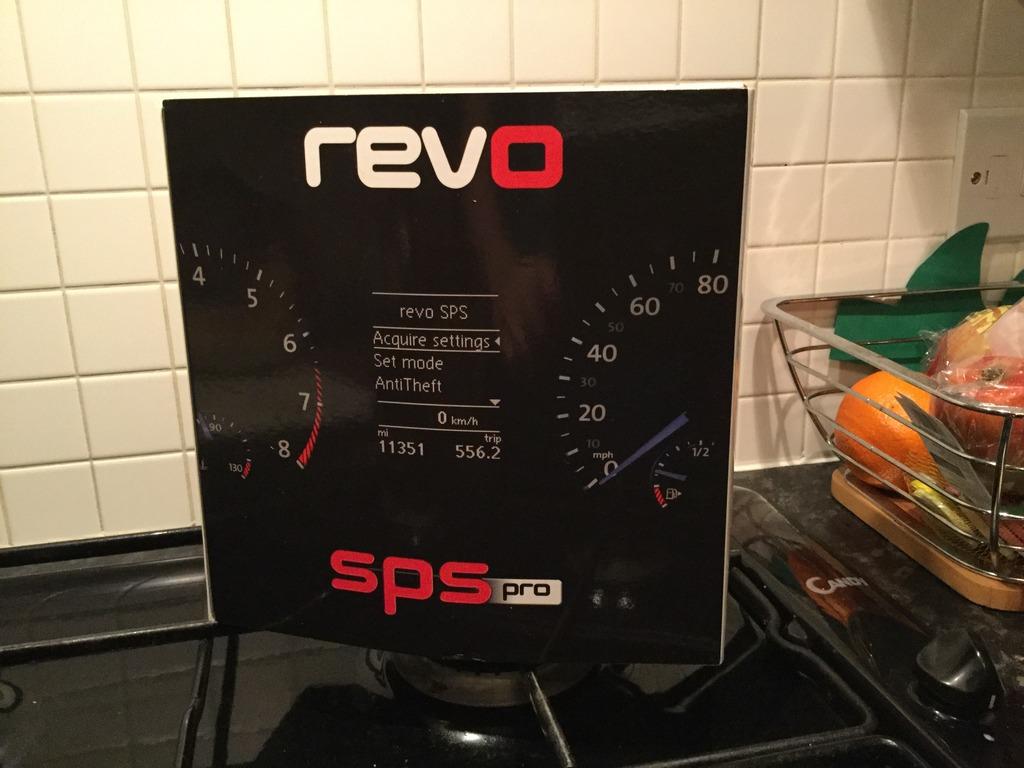 revo
4
5
6
7
8
90
130
revo SPS
Acquire settings
Set mode
AntiTheft
0 km/h
mi trip
11351 556.2
80
70
60
50
40
30
20
10
mph
0
1/2
sps pro
CANDY